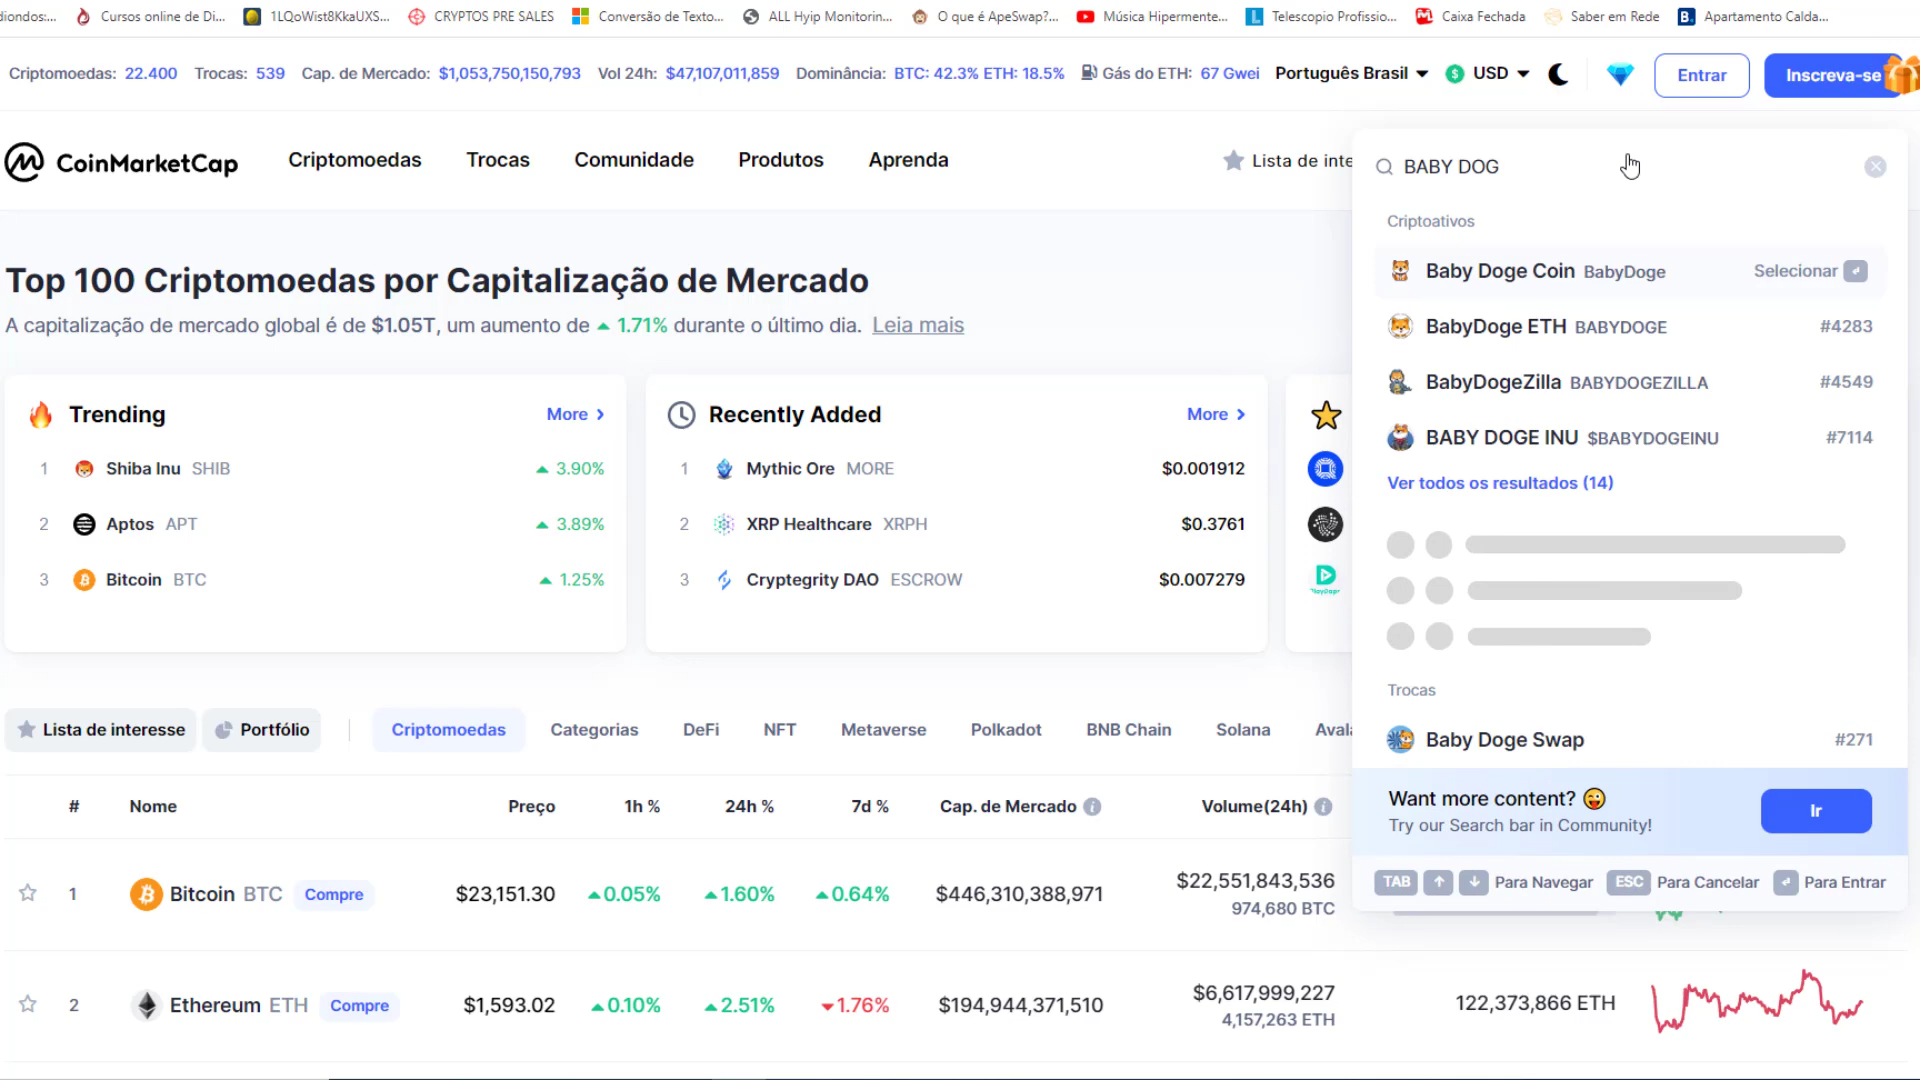 diondos:...
Cursos online de Di...
1LQoWist8KkaUXS...
CRYPTOS PRE SALES
Conversão de Texto...
ALL Hyip Monitorin...
O que é ApeSwap?...
Música Hipermente...
Telescopio Profissio...
Caixa Fechada
Saber em Rede
Apartamento Calda...
Criptomoedas: 22.400 Trocas: 539 Cap. de Mercado: $1,053,750,150,793 Vol 24h: $47,107,011,859 Dominância: BTC: 42.3% ETH: 18.5% Gás do ETH: 67 Gwei Português Brasil USD Entrar Inscreva-se
CoinMarketCap Criptomoedas Trocas Comunidade Produtos Aprenda Lista de inte
BABY DOG
Criptoativos
Baby Doge Coin BabyDoge Selecionar
BabyDoge ETH BABYDOGE #4283
BabyDogeZilla BABYDOGEZILLA #4549
BABY DOGE INU $BABYDOGEINU #7114
Ver todos os resultados (14)
Trocas
Baby Doge Swap #271
Want more content?
Try our Search bar in Community!
Ir
TAB Para Navegar ESC Para Cancelar Para Entrar
Top 100 Criptomoedas por Capitalização de Mercado
A capitalização de mercado global é de $1.05T, um aumento de 1.71% durante o último dia. Leia mais
Trending More
1 Shiba Inu SHIB 3.90%
2 Aptos APT 3.89%
3 Bitcoin BTC 1.25%
Recently Added More
1 Mythic Ore MORE $0.001912
2 XRP Healthcare XRPH $0.3761
3 Cryptegrity DAO ESCROW $0.007279
Lista de interesse Portfólio Criptomoedas Categorias DeFi NFT Metaverse Polkadot BNB Chain Solana Avala
# Nome Preço 1h % 24h % 7d % Cap. de Mercado Volume(24h)
1 Bitcoin BTC Compre $23,151.30 0.05% 1.60% 0.64% $446,310,388,971 $22,551,843,536
974,680 BTC
2 Ethereum ETH Compre $1,593.02 0.10% 2.51% 1.76% $194,944,371,510 $6,617,999,227 122,373,866 ETH
4,157,263 ETH